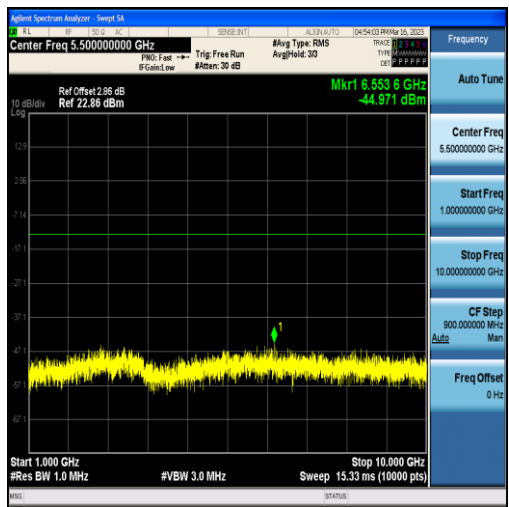 Agilent Spectrum Analyzer - Swept SA
RL RF 50 Ω AC SENSE:INT ALIGN AUTO 04:54:03 PM Mar 16, 2023
Center Freq 5.500000000 GHz
PNO: Fast
IFGain:Low
Trig: Free Run
#Atten: 30 dB
#Avg Type: RMS
Avg|Hold: 3/3
TRACE 1 2 3 4 5 6
TYPE
DET P P P P P P
Frequency
Ref Offset 2.86 dB
10 dB/div Ref 22.86 dBm
Log
Mkr1 6.553 6 GHz
-44.971 dBm
12.9
2.86
-7.14
-17.1
-27.1
-37.1
-47.1
-57.1
-67.1
1
Auto Tune
Center Freq
5.500000000 GHz
Start Freq
1.000000000 GHz
Stop Freq
10.000000000 GHz
CF Step
900.000000 MHz
Auto Man
Freq Offset
0 Hz
Start 1.000 GHz Stop 10.000 GHz
#Res BW 1.0 MHz #VBW 3.0 MHz Sweep 15.33 ms (10000 pts)
MSG STATUS